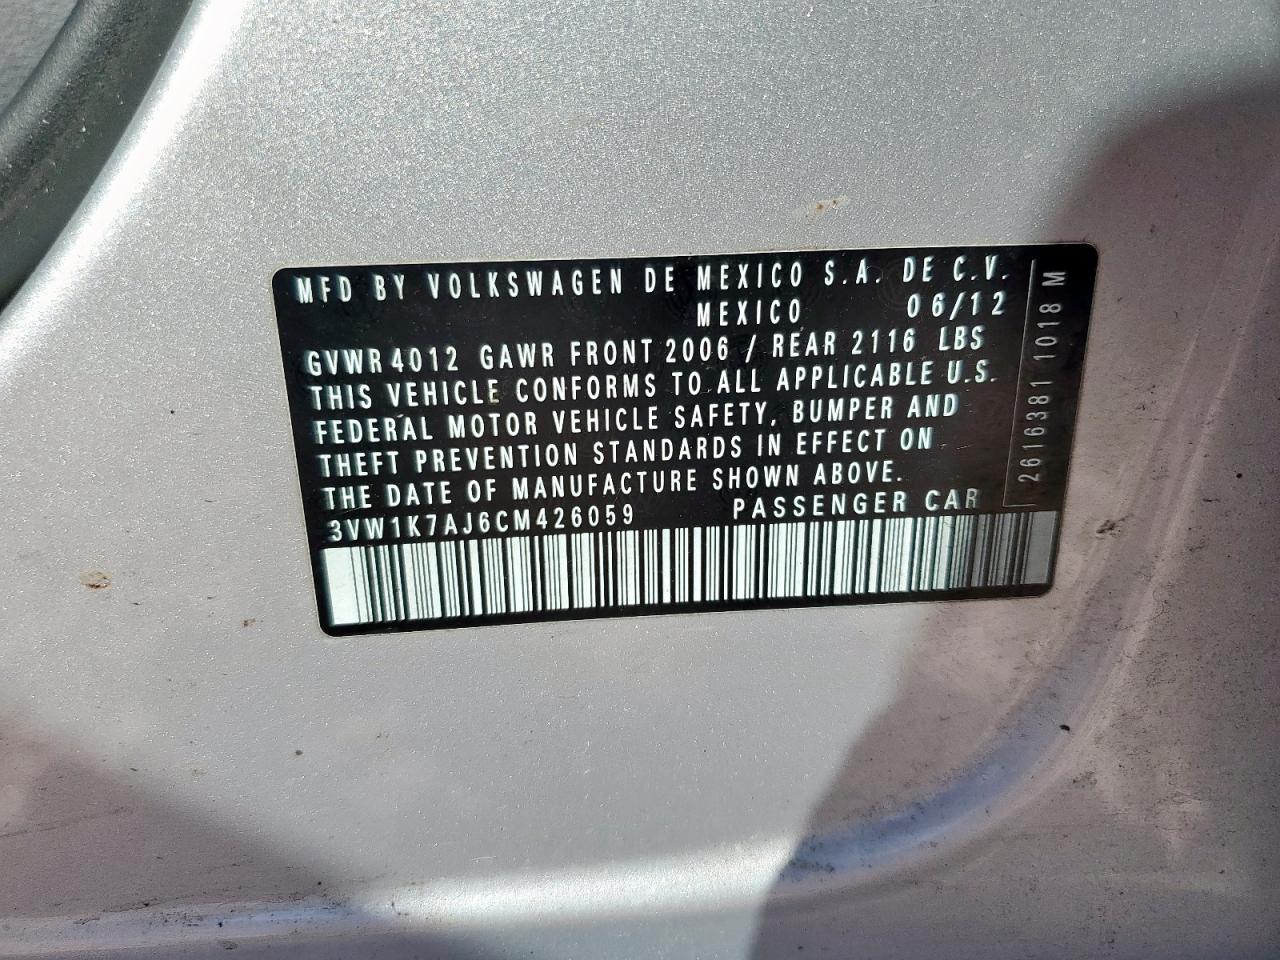 MFD BY VOLKSWAGEN DE MEXICO S.A. DE C.V.
MEXICO 06/12
GVWR 4012 GAWR FRONT 2006 / REAR 2116 LBS
THIS VEHICLE CONFORMS TO ALL APPLICABLE U.S.
FEDERAL MOTOR VEHICLE SAFETY, BUMPER AND
THEFT PREVENTION STANDARDS IN EFFECT ON
THE DATE OF MANUFACTURE SHOWN ABOVE.
3VW1K7AJ6CM426059 PASSENGER CAR
2616381 1018 M